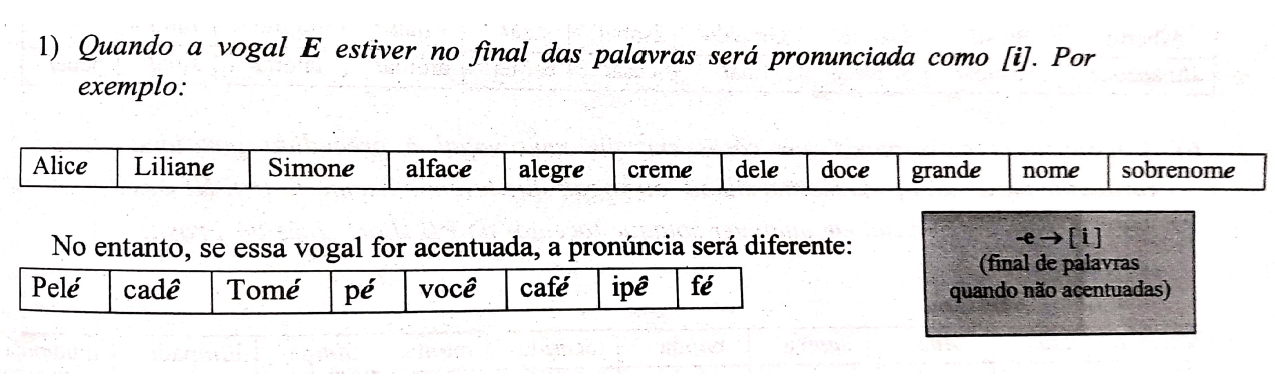 1) Quando a vogal E estiver no final das palavras será pronunciada como [i]. Por
exemplo:
Alice Liliane Simone alface alegre creme dele doce grande nome sobrenome
No entanto, se essa vogal for acentuada, a pronúncia será diferente:
Pelé cadê Tomé pé você café ipê fé
-e→[i]
(final de palavras
quando não acentuadas)